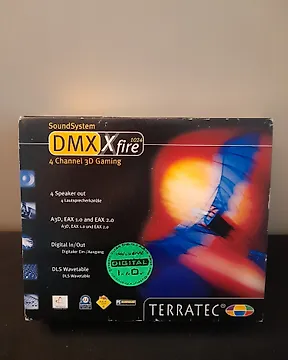 SoundSystem
DMX Xfire
1024
4 Channel 3D Gaming
4 Speaker out
4 Lautsprecherkanäle
A3D, EAX 1.0 and EAX 2.0
A3D, EAX 1.0 und EAX 2.0
Digital In/Out
Digitaler Ein-/Ausgang
DLS Wavetable
DLS Wavetable
DIGITAL
TERRATEC